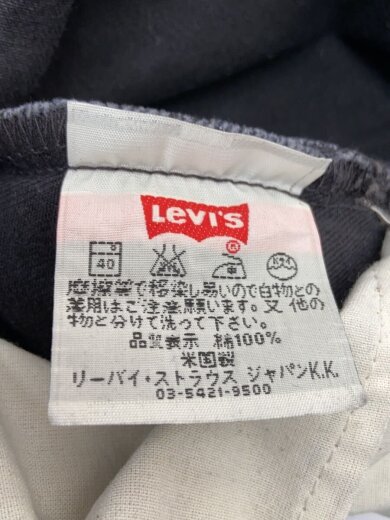 Levi's
®
40
摩擦等で移染し易いので白物との
着用はご注意願います。又 他の
物と分けて洗って下さい。
品質表示 綿100%
米国製
リーバイ・ストラウス ジャパンK.K.
03-5421-9500